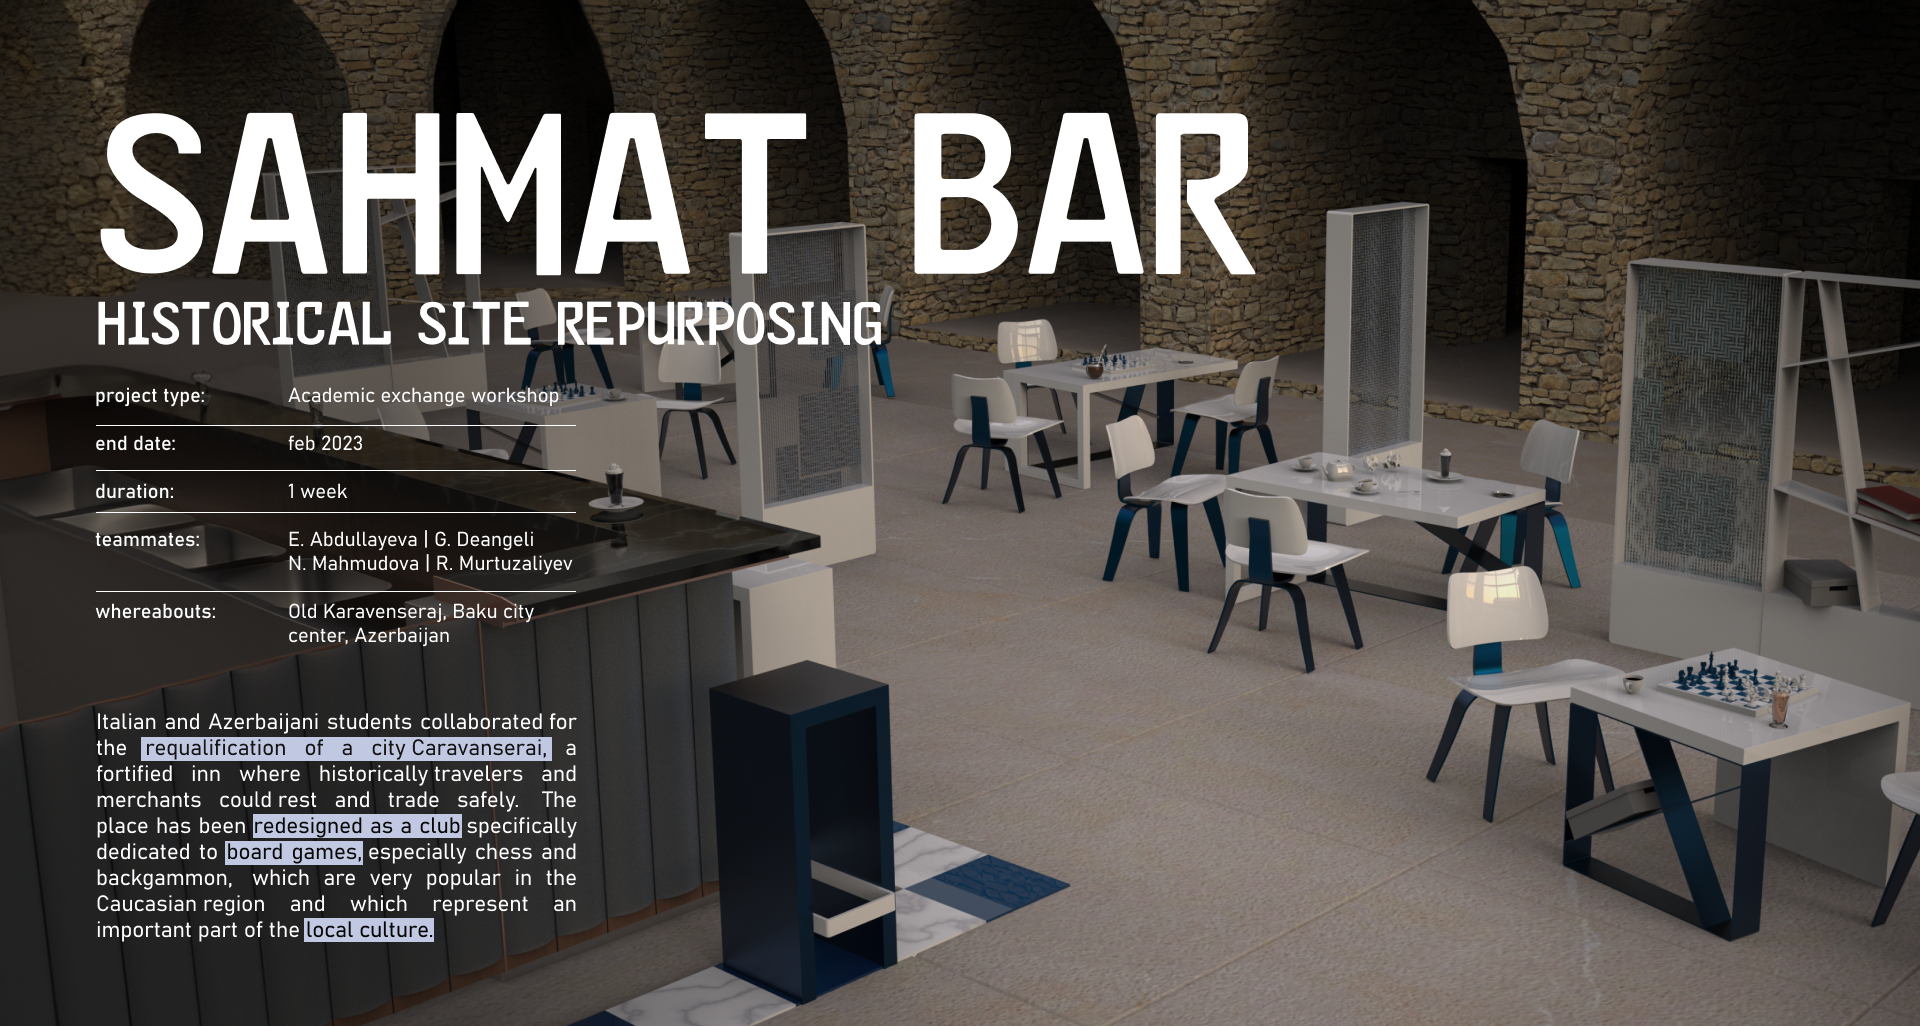 SAHMAT BAR
HISTORICAL SITE REPURPOSING
project type: Academic exchange workshop
end date: feb 2023
duration: 1 week
teammates: E. Abdullayeva | G. Deangeli
N. Mahmudova | R. Murtuzaliyev
whereabouts: Old Karavenseraj, Baku city
center, Azerbaijan
Italian and Azerbaijani students collaborated for
the requalification of a city Caravanserai, a
fortified inn where historically travelers and
merchants could rest and trade safely. The
place has been redesigned as a club specifically
dedicated to board games, especially chess and
backgammon, which are very popular in the
Caucasian region and which represent an
important part of the local culture.